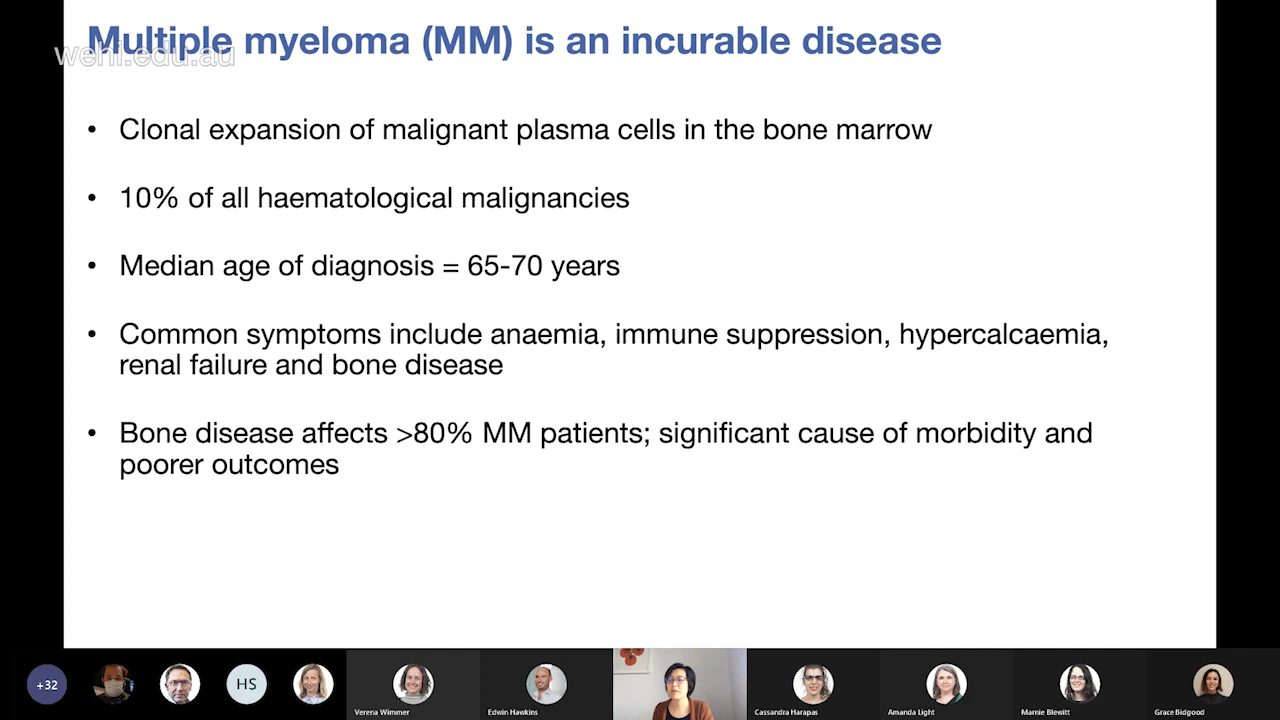 Multiple myeloma (MM) is an incurable disease
wehi.edu.au
• Clonal expansion of malignant plasma cells in the bone marrow
• 10% of all haematological malignancies
• Median age of diagnosis = 65-70 years
• Common symptoms include anaemia, immune suppression, hypercalcaemia,
renal failure and bone disease
• Bone disease affects >80% MM patients; significant cause of morbidity and
poorer outcomes
+32
HS
Verena Wimmer
Edwin Hawkins
Cassandra Harapas
Amanda Light
Marnie Blewitt
Grace Bidgood